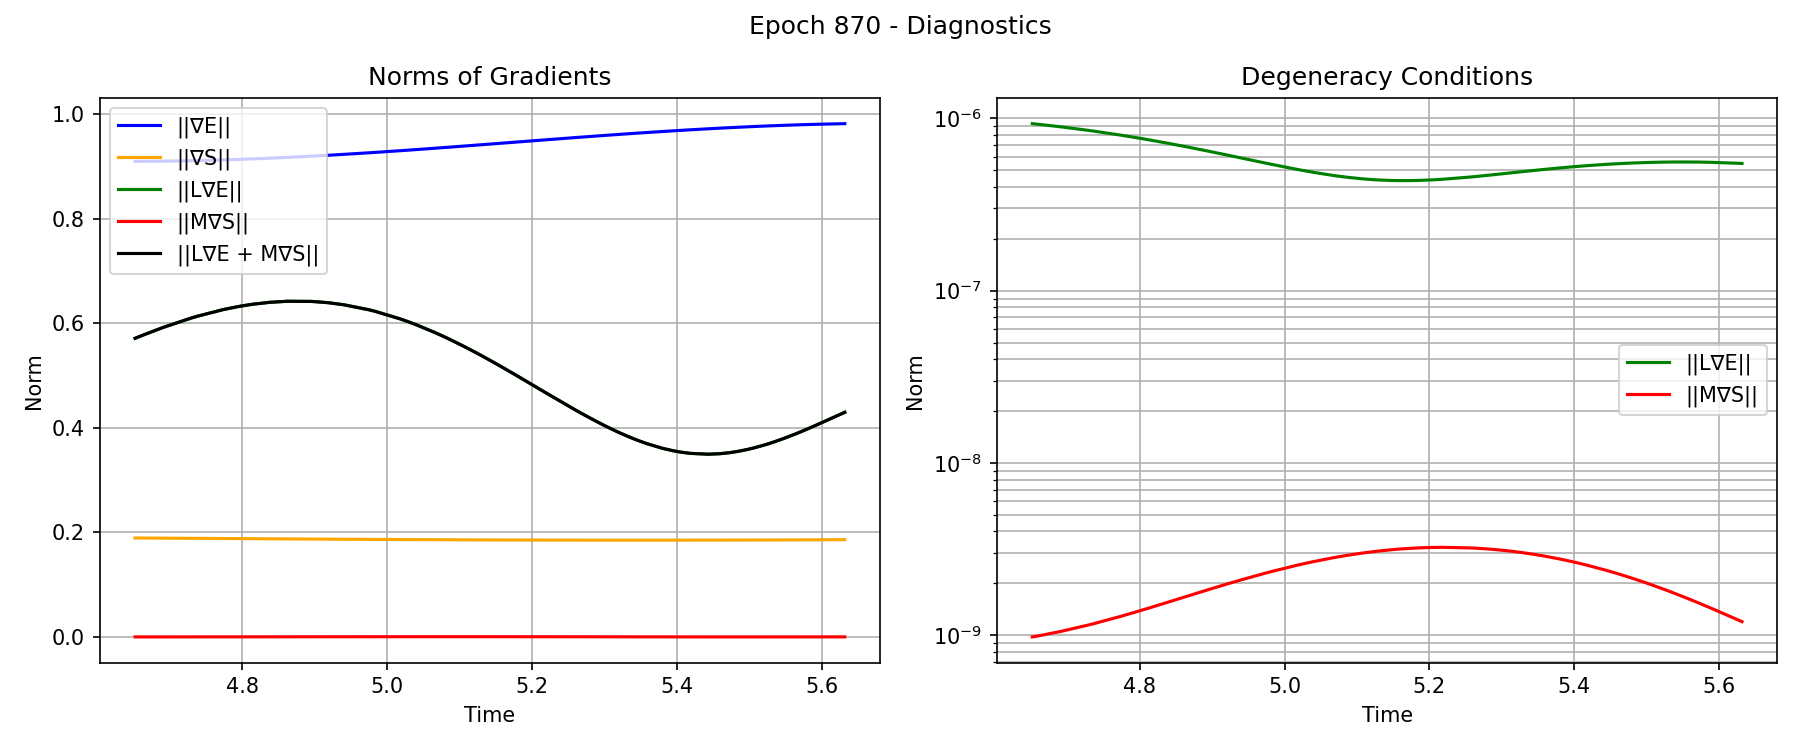 Epoch 870 - Diagnostics
Norms of Gradients
||∇E||
||∇S||
||L∇E||
||M∇S||
||L∇E + M∇S||
1.0
0.8
0.6
0.4
0.2
0.0
Norm
4.8 5.0 5.2 5.4 5.6
Time
Degeneracy Conditions
||L∇E||
||M∇S||
10⁻⁶
10⁻⁷
10⁻⁸
10⁻⁹
Norm
4.8 5.0 5.2 5.4 5.6
Time